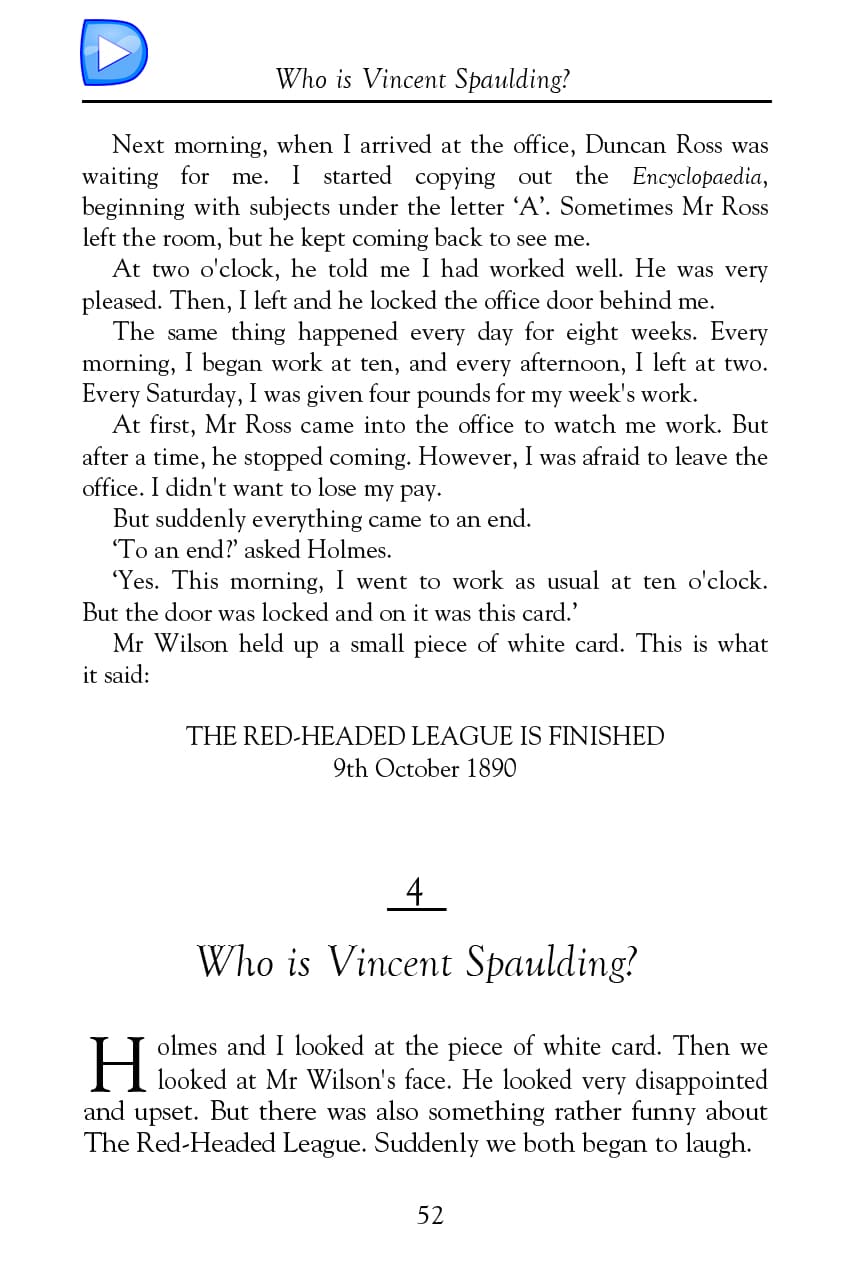 Who is Vincent Spaulding?
Next morning, when I arrived at the office, Duncan Ross was
waiting for me. I started copying out the Encyclopaedia,
beginning with subjects under the letter ‘A’. Sometimes Mr Ross
left the room, but he kept coming back to see me.
At two o'clock, he told me I had worked well. He was very
pleased. Then, I left and he locked the office door behind me.
The same thing happened every day for eight weeks. Every
morning, I began work at ten, and every afternoon, I left at two.
Every Saturday, I was given four pounds for my week's work.
At first, Mr Ross came into the office to watch me work. But
after a time, he stopped coming. However, I was afraid to leave the
office. I didn't want to lose my pay.
But suddenly everything came to an end.
‘To an end?’ asked Holmes.
‘Yes. This morning, I went to work as usual at ten o'clock.
But the door was locked and on it was this card.’
Mr Wilson held up a small piece of white card. This is what
it said:
THE RED-HEADED LEAGUE IS FINISHED
9th October 1890
4
Who is Vincent Spaulding?
Holmes and I looked at the piece of white card. Then we
looked at Mr Wilson's face. He looked very disappointed
and upset. But there was also something rather funny about
The Red-Headed League. Suddenly we both began to laugh.
52